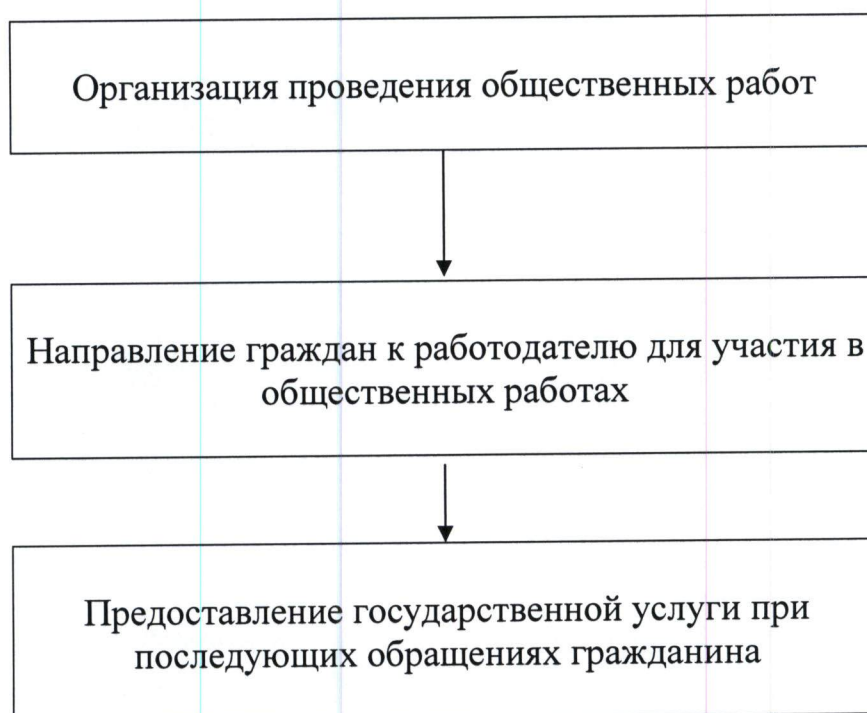 Организация проведения общественных работ
Направление граждан к работодателю для участия в
общественных работах
Предоставление государственной услуги при
последующих обращениях гражданина